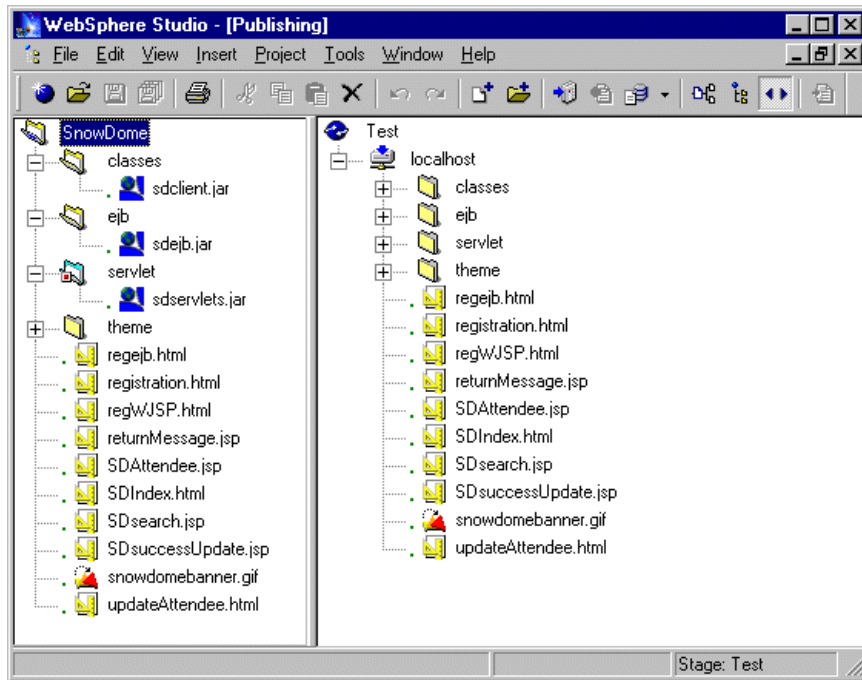 WebSphere Studio - [Publishing]
File Edit View Insert Project Tools Window Help
SnowDome
classes
sdclient.jar
ejb
sdejb.jar
servlet
sdservlets.jar
theme
regejb.html
registration.html
regWJSP.html
returnMessage.jsp
SDAttendee.jsp
SDIndex.html
SDsearch.jsp
SDsuccessUpdate.jsp
snowdomebanner.gif
updateAttendee.html
Test
localhost
classes
ejb
servlet
theme
regejb.html
registration.html
regWJSP.html
returnMessage.jsp
SDAttendee.jsp
SDIndex.html
SDsearch.jsp
SDsuccessUpdate.jsp
snowdomebanner.gif
updateAttendee.html
Stage: Test